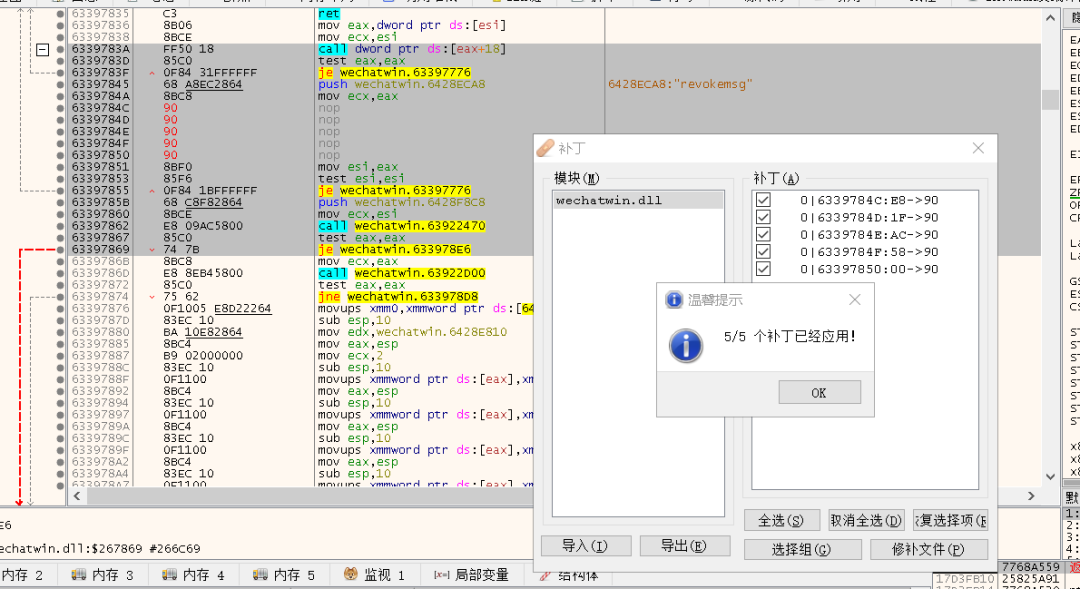 63397835 C3 ret
63397836 8B06 mov eax,dword ptr ds:[esi]
63397838 8BCE mov ecx,esi
6339783A FF50 18 call dword ptr ds:[eax+18]
6339783D 85C0 test eax,eax
6339783F 0F84 31FFFFFF je wechatwin.63397776
63397845 68 A8EC2864 push wechatwin.6428ECA8 6428ECA8:"revokemsg"
6339784A 8BC8 mov ecx,eax
6339784C 90 nop
6339784D 90 nop
6339784E 90 nop
6339784F 90 nop
63397850 90 nop
63397851 8BF0 mov esi,eax
63397853 85F6 test esi,esi
63397855 0F84 1BFFFFFF je wechatwin.63397776
6339785B 68 C8F82864 push wechatwin.6428F8C8
63397860 8BCE mov ecx,esi
63397862 E8 09AC5800 call wechatwin.63922470
63397867 85C0 test eax,eax
63397869 74 7B je wechatwin.633978E6
6339786B 8BC8 mov ecx,eax
6339786D E8 8EB45800 call wechatwin.63922D00
63397872 85C0 test eax,eax
63397874 75 62 jne wechatwin.633978D8
63397876 0F1005 E8D22264 movups xmm0,xmmword ptr ds:[64
6339787D 83EC 10 sub esp,10
63397880 BA 10E82864 mov edx,wechatwin.6428E810
63397885 8BC4 mov eax,esp
63397887 B9 02000000 mov ecx,2
6339788C 83EC 10 sub esp,10
6339788F 0F1100 movups xmmword ptr ds:[eax],xm
63397892 8BC4 mov eax,esp
63397894 83EC 10 sub esp,10
63397897 0F1100 movups xmmword ptr ds:[eax],xm
6339789A 8BC4 mov eax,esp
6339789C 83EC 10 sub esp,10
6339789F 0F1100 movups xmmword ptr ds:[eax],xm
633978A2 8BC4 mov eax,esp
633978A4 83EC 10 sub esp,10
633978A7 0F1100 movups xmmword ptr ds:[eax],xm
补丁
模块(M)
wechatwin.dll
补丁(A)
0|6339784C:E8->90
0|6339784D:1F->90
0|6339784E:AC->90
0|6339784F:58->90
0|63397850:00->90
温馨提示
5/5 个补丁已经应用!
OK
全选(S) 取消全选(D) 复选择项(R
导入(I) 导出(E) 选择组(G) 修补文件(P)
E6
echatwin.dll:$267869 #266C69
内存 2 内存 3 内存 4 内存 5 监视 1 局部变量 结构体
7768A559
17D3FB10 25825A91